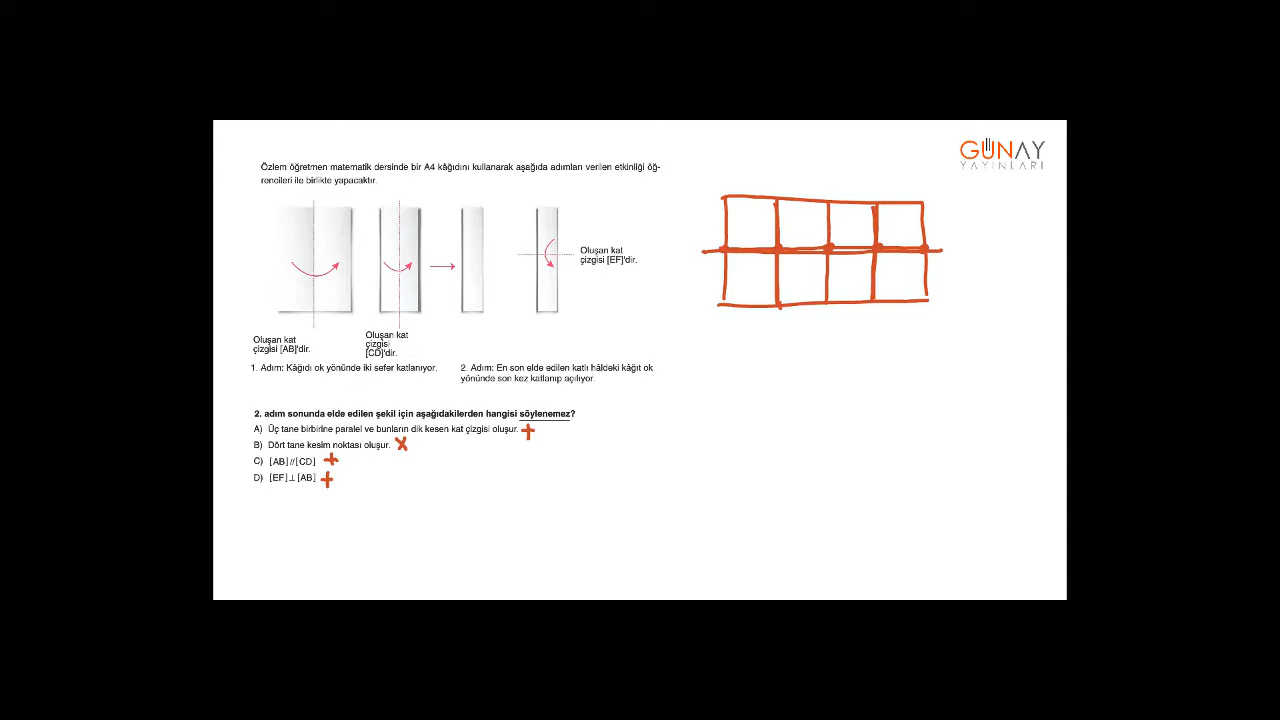 GÜNAY
YAYINLARI
Özlem öğretmen matematik dersinde bir A4 kâğıdını kullanarak aşağıda adımları verilen etkinliği öğ-
rencileri ile birlikte yapacaktır.
Oluşan kat
çizgisi [EF]'dir.
Oluşan kat
çizgisi [AB]'dir.
Oluşan kat
çizgisi
[CD]'dir.
1. Adım: Kâğıdı ok yönünde iki sefer katlanıyor.
2. Adım: En son elde edilen katlı hâldeki kâğıt ok
yönünde son kez katlanıp açılıyor.
2. adım sonunda elde edilen şekil için aşağıdakilerden hangisi söylenemez?
A) Üç tane birbirine paralel ve bunların dik kesen kat çizgisi oluşur. +
B) Dört tane kesim noktası oluşur. x
C) [AB]//[CD] +
D) [EF]⊥[AB] +